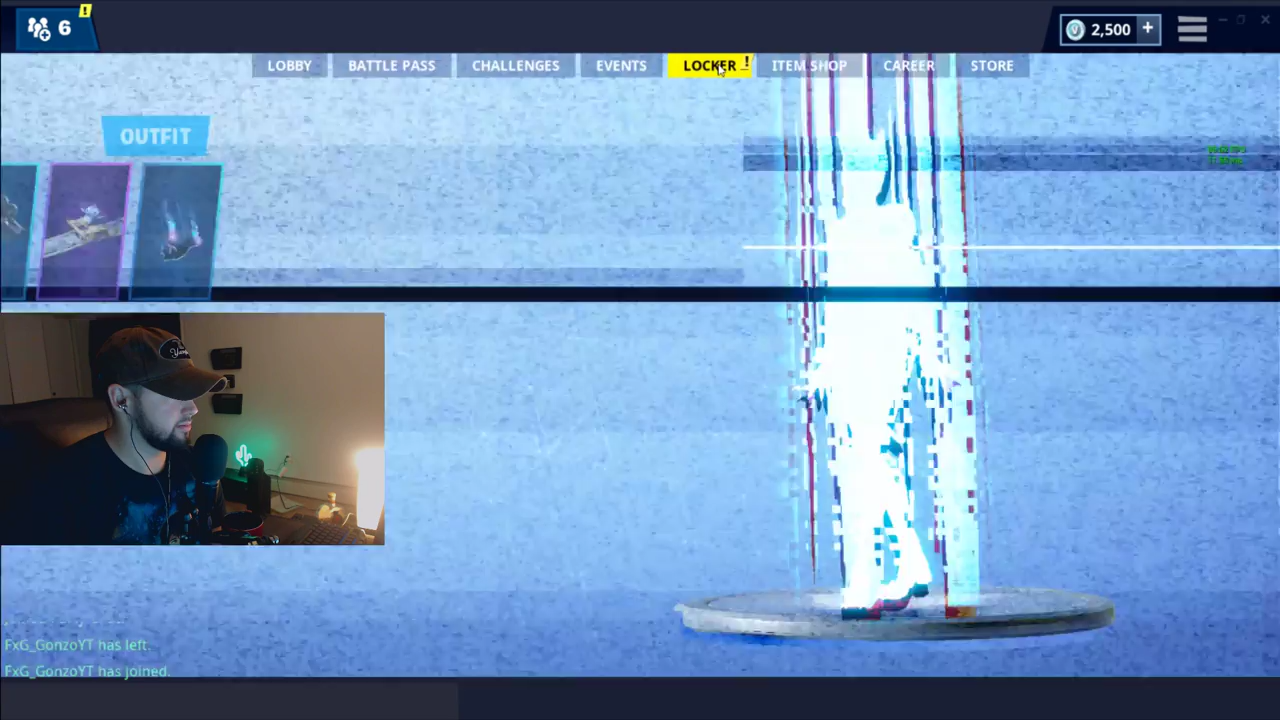 6
!
2,500 +
LOBBY
BATTLE PASS
CHALLENGES
EVENTS
LOCKER !
ITEM SHOP
CAREER
STORE
OUTFIT
FxG_GonzoYT has left.
FxG_GonzoYT has joined.